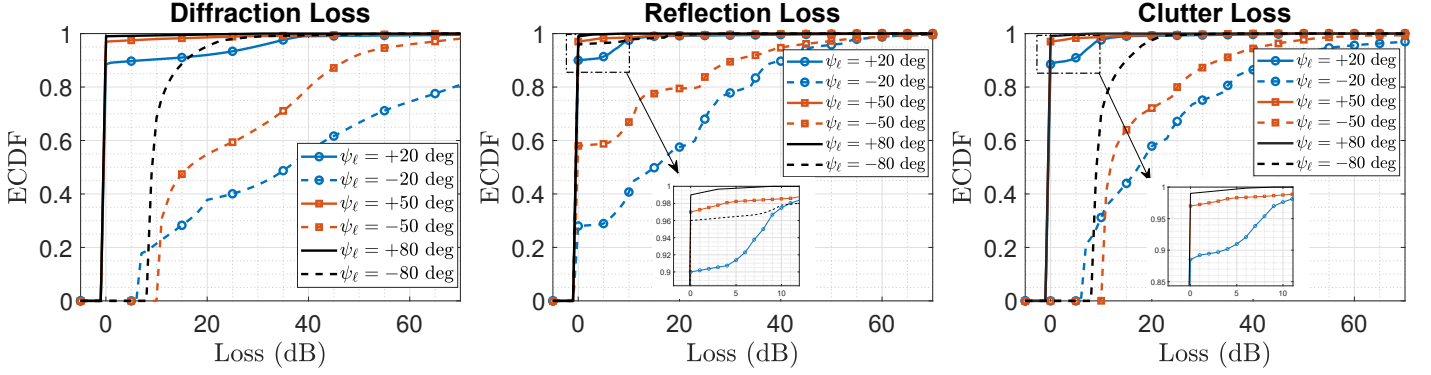 Diffraction Loss
ECDF
1
0.8
0.6
0.4
0.2
0
0
20
40
60
Loss (dB)
ψℓ = +20 deg
ψℓ = −20 deg
ψℓ = +50 deg
ψℓ = −50 deg
ψℓ = +80 deg
ψℓ = −80 deg
Reflection Loss
ECDF
1
0.8
0.6
0.4
0.2
0
0
20
40
60
Loss (dB)
ψℓ = +20 deg
ψℓ = −20 deg
ψℓ = +50 deg
ψℓ = −50 deg
ψℓ = +80 deg
ψℓ = −80 deg
1
0.98
0.96
0.94
0.92
0.9
0
5
10
Clutter Loss
ECDF
1
0.8
0.6
0.4
0.2
0
0
20
40
60
Loss (dB)
ψℓ = +20 deg
ψℓ = −20 deg
ψℓ = +50 deg
ψℓ = −50 deg
ψℓ = +80 deg
ψℓ = −80 deg
1
0.95
0.9
0.85
0
5
10